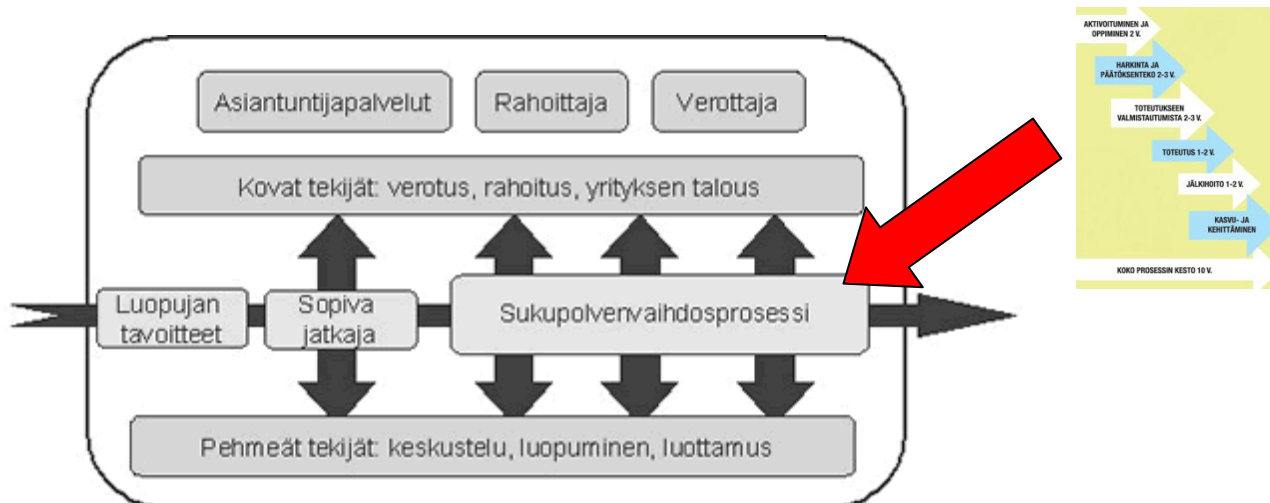 Asiantuntijapalvelut
Rahoittaja
Verottaja
Kovat tekijät: verotus, rahoitus, yrityksen talous
Luopujan
tavoitteet
Sopiva
jatkaja
Sukupolvenvaihdosprosessi
Pehmeät tekijät: keskustelu, luopuminen, luottamus
AKTIVOITUMINEN JA
OPPIMINEN 2 V.
HARKINTA JA
PÄÄTÖKSENTEKO 2-3 V.
TOTEUTUKSEEN
VALMISTAUTUMISTA 2-3 V.
TOTEUTUS 1-2 V.
JÄLKIHOITO 1-2 V.
KASVU- JA
KEHITTÄMINEN
KOKO PROSESSIN KESTO 10 V.